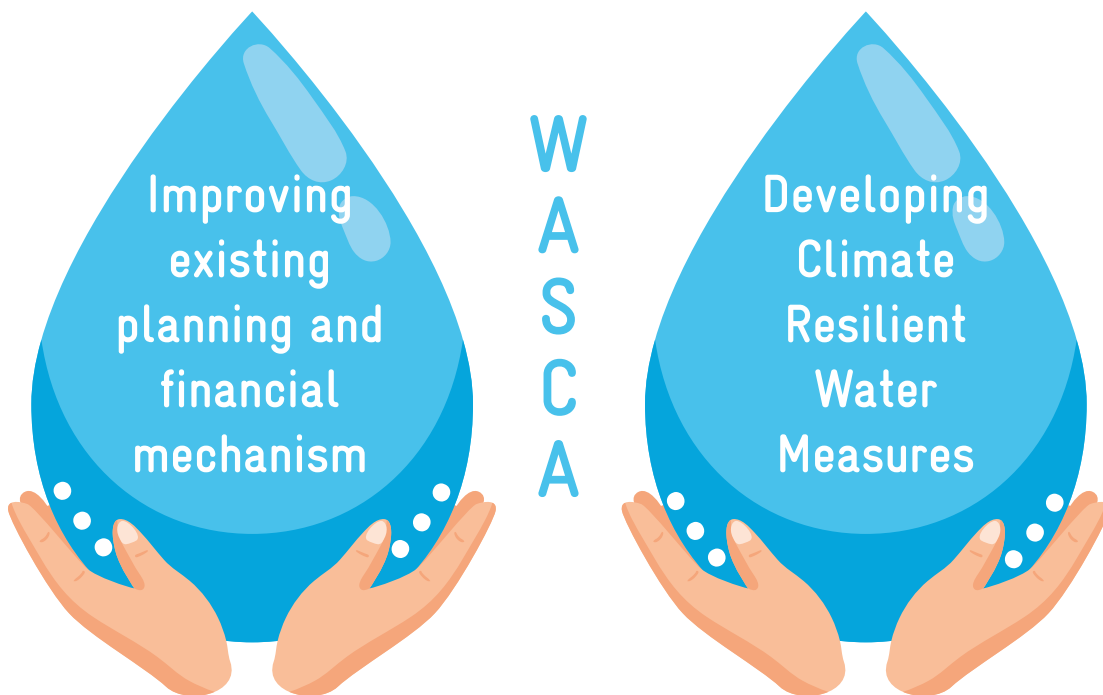 Improving
existing
planning and
financial
mechanism
W
A
S
C
A
Developing
Climate
Resilient
Water
Measures